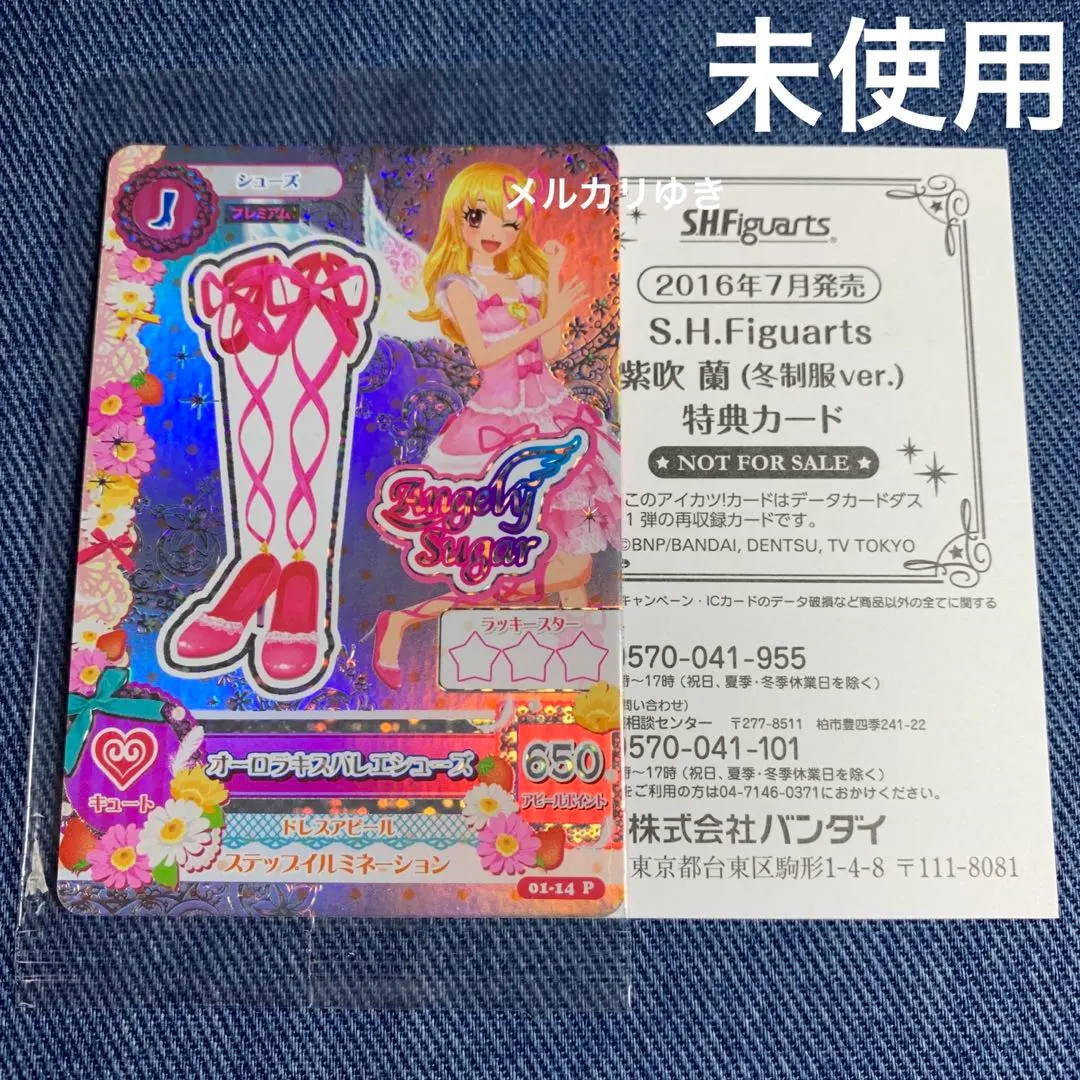 未使用
メルカリゆき
シューズ
プレミアム
Angely
Sugar
ラッキースター
オーロラキスバレエシューズ
650
アピールポイント
キュート
ドレスアピール
ステップイルミネーション
01-14 P
S.H.Figuarts
2016年7月発売
S.H.Figuarts
紫吹 蘭 (冬制服ver.)
特典カード
NOT FOR SALE
このアイカツ!カードはデータカードダス
1 弾の再収録カードです。
©BNP/BANDAI, DENTSU, TV TOKYO
キャンペーン・ICカードのデータ破損など商品以外の全てに関する
0570-041-955
時〜17時 (祝日、夏季・冬季休業日を除く)
問い合わせ)
相談センター 〒277-8511 柏市豊四季241-22
0570-041-101
時〜17時 (祝日、夏季・冬季休業日を除く)
をご利用の方は04-7146-0371におかけください。
株式会社バンダイ
東京都台東区駒形1-4-8 〒111-8081